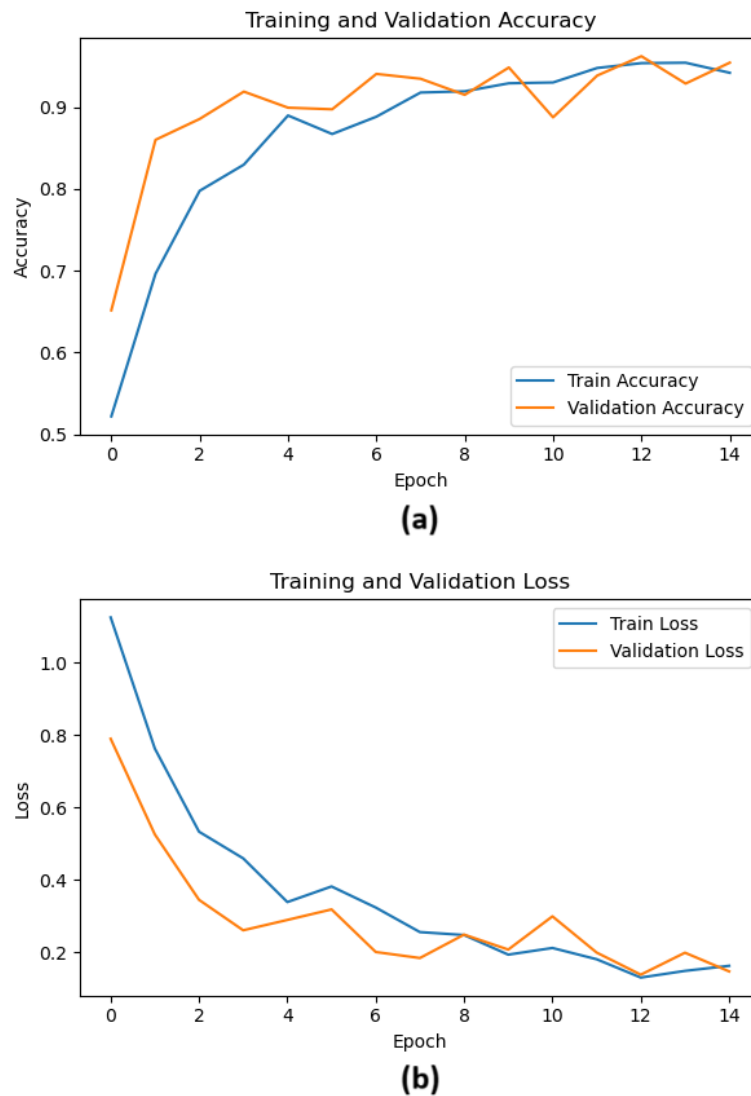 Training and Validation Accuracy
0.9
0.8
0.7
0.6
0.5
Accuracy
Train Accuracy
Validation Accuracy
0 2 4 6 8 10 12 14
Epoch
(a)
Training and Validation Loss
1.0
0.8
0.6
0.4
0.2
Loss
Train Loss
Validation Loss
0 2 4 6 8 10 12 14
Epoch
(b)